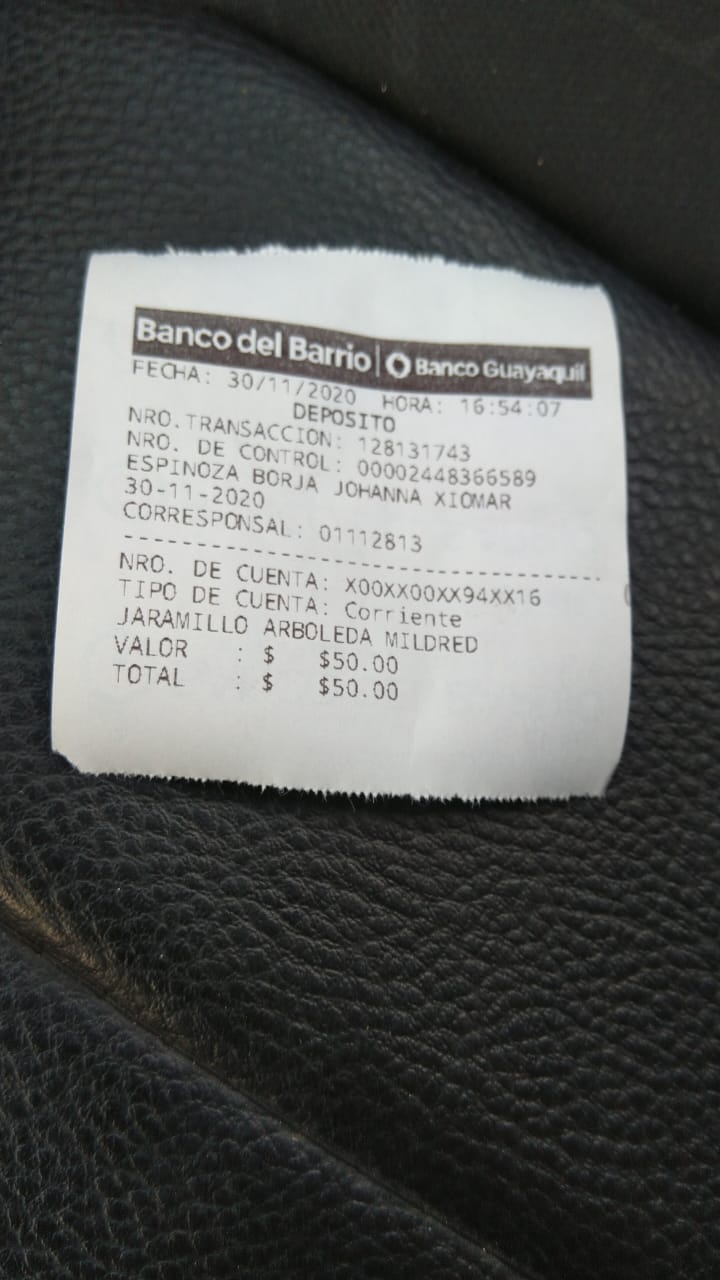 Banco del Barrio | Banco Guayaquil
FECHA: 30/11/2020 HORA: 16:54:07
DEPOSITO
NRO.TRANSACCION: 128131743
NRO. DE CONTROL: 00002448366589
ESPINOZA BORJA JOHANNA XIOMAR
30-11-2020
CORRESPONSAL: 01112813
NRO. DE CUENTA: X00XX00XX94XX16
TIPO DE CUENTA: Corriente
JARAMILLO ARBOLEDA MILDRED
VALOR : $ $50.00
TOTAL : $ $50.00